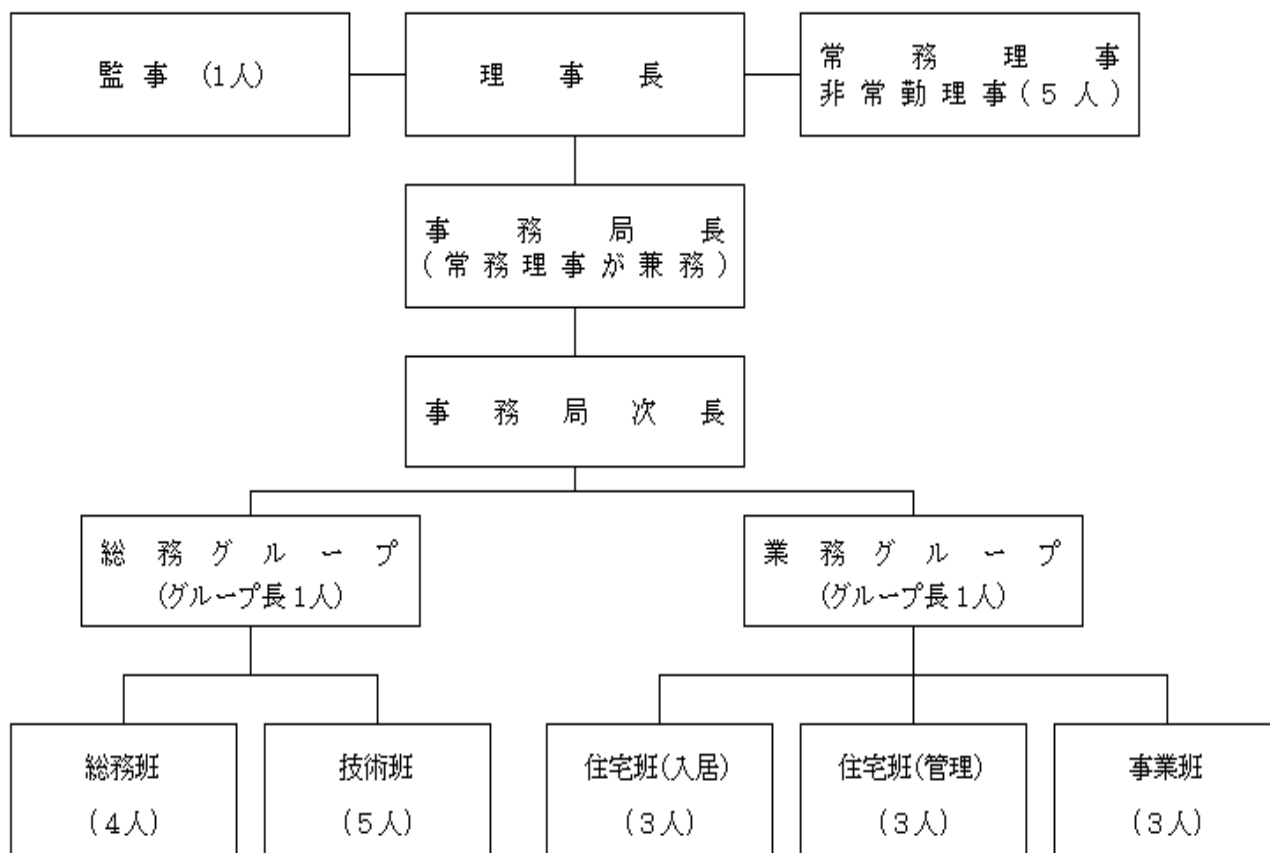 監事 (1人)
理事長
常務理事
非常勤理事(5人)
事務局長
(常務理事が兼務)
事務局次長
総務グループ
(グループ長1人)
業務グループ
(グループ長1人)
総務班
(4人)
技術班
(5人)
住宅班(入居)
(3人)
住宅班(管理)
(3人)
事業班
(3人)